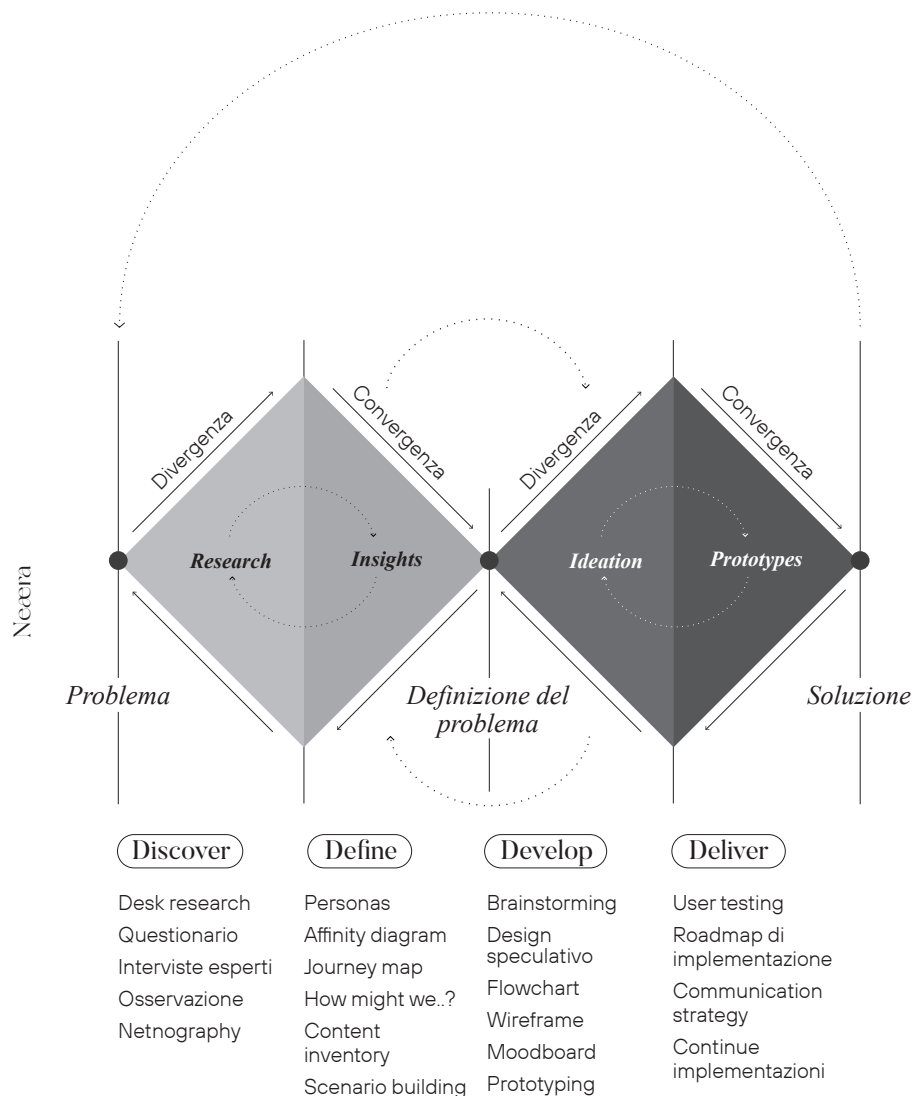 Divergenza
Convergenza
Divergenza
Convergenza
Research
Insights
Ideation
Prototypes
Neæra
Problema
Definizione del
problema
Soluzione
Discover
Desk research
Questionario
Interviste esperti
Osservazione
Netnography
Define
Personas
Affinity diagram
Journey map
How might we..?
Content
inventory
Scenario building
Develop
Brainstorming
Design
speculativo
Flowchart
Wireframe
Moodboard
Prototyping
Deliver
User testing
Roadmap di
implementazione
Communication
strategy
Continue
implementazioni